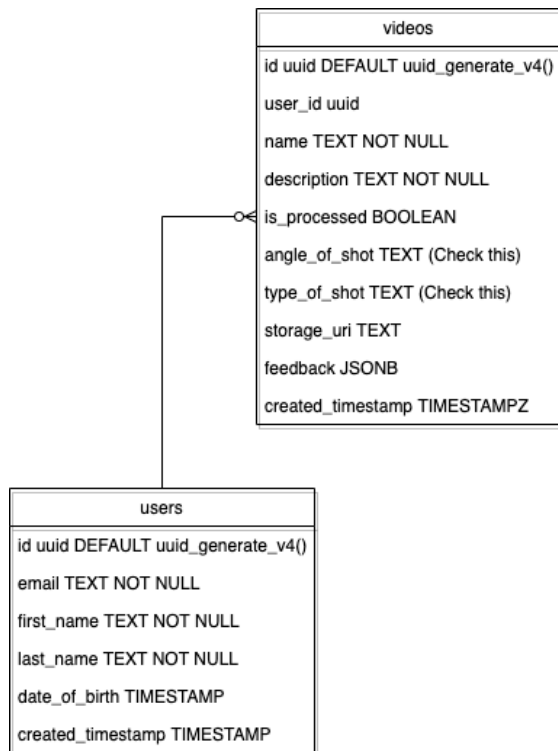 videos
id uuid DEFAULT uuid_generate_v4()
user_id uuid
name TEXT NOT NULL
description TEXT NOT NULL
is_processed BOOLEAN
angle_of_shot TEXT (Check this)
type_of_shot TEXT (Check this)
storage_uri TEXT
feedback JSONB
created_timestamp TIMESTAMPZ
users
id uuid DEFAULT uuid_generate_v4()
email TEXT NOT NULL
first_name TEXT NOT NULL
last_name TEXT NOT NULL
date_of_birth TIMESTAMP
created_timestamp TIMESTAMP